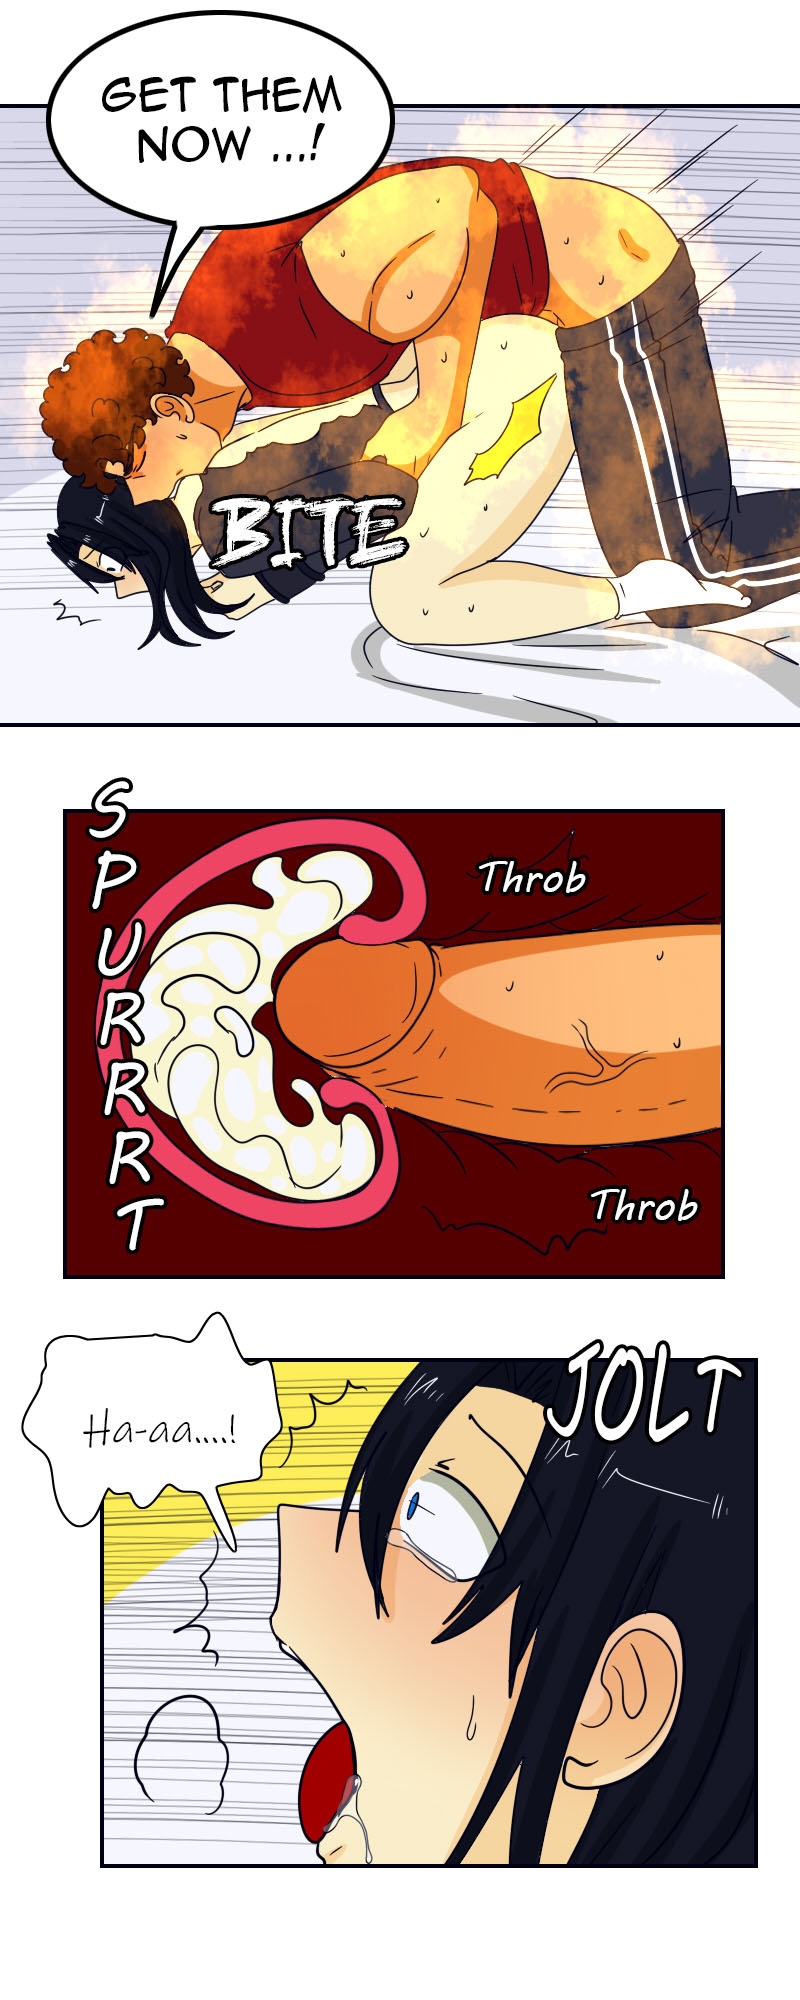 GET THEM
NOW ...!
BITE
SPURRRT
Throb
Throb
JOLT
Ha-aa....!